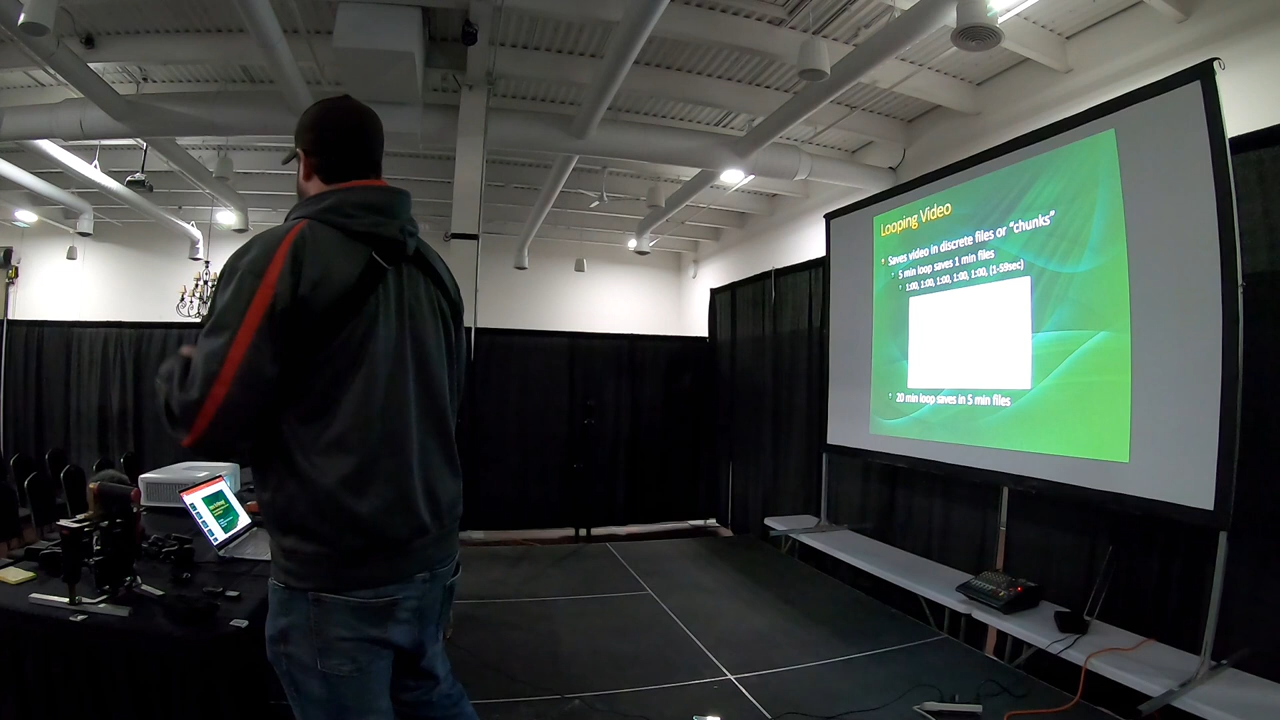 Looping Video
Saves video in discrete files or “chunks”
5 min loop saves 1 min files
1:00, 1:00, 1:00, 1:00, 1:00, (1-59sec)
20 min loop saves in 5 min files